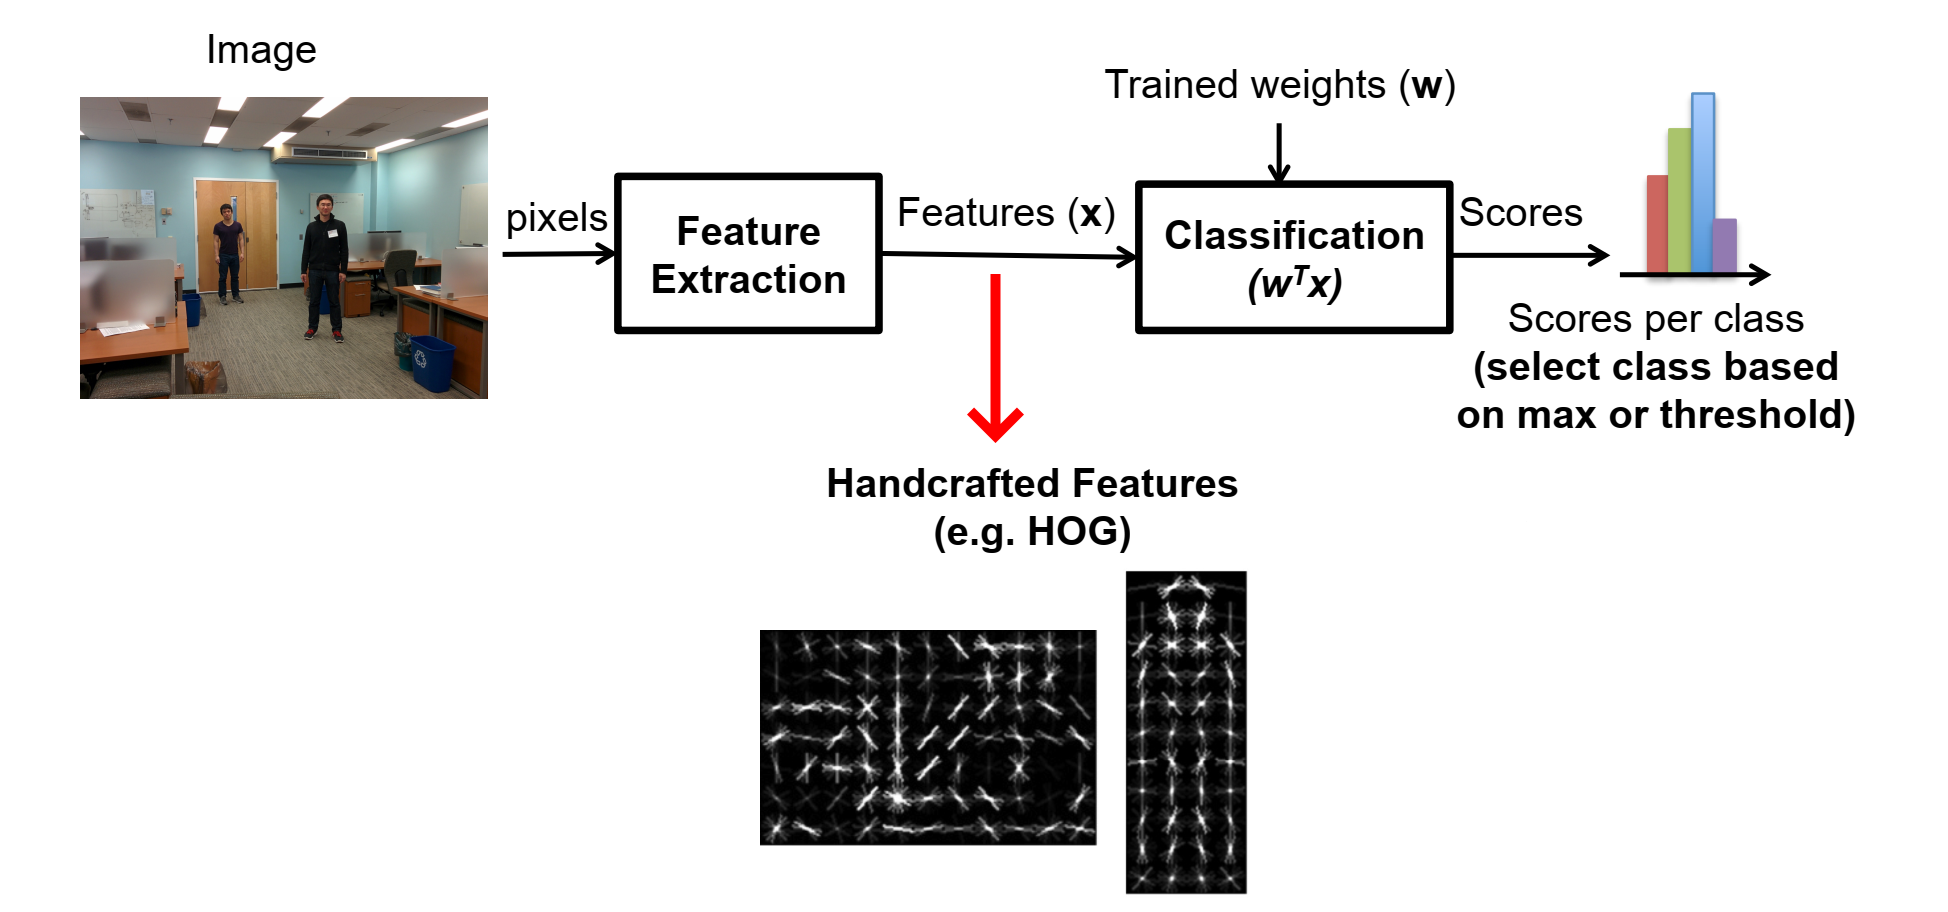 Image
pixels
Feature
Extraction
Features (x)
Trained weights (w)
Classification
(wᵀx)
Scores
Scores per class
(select class based
on max or threshold)
Handcrafted Features
(e.g. HOG)